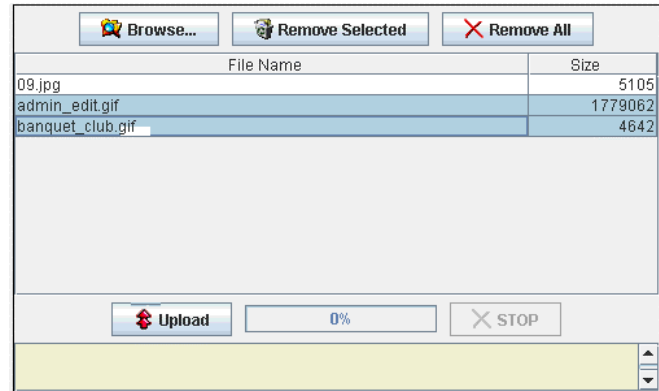 Browse... Remove Selected Remove All
File Name Size
09.jpg 5105
admin_edit.gif 1779062
banquet_club.gif 4642
Upload 0% STOP